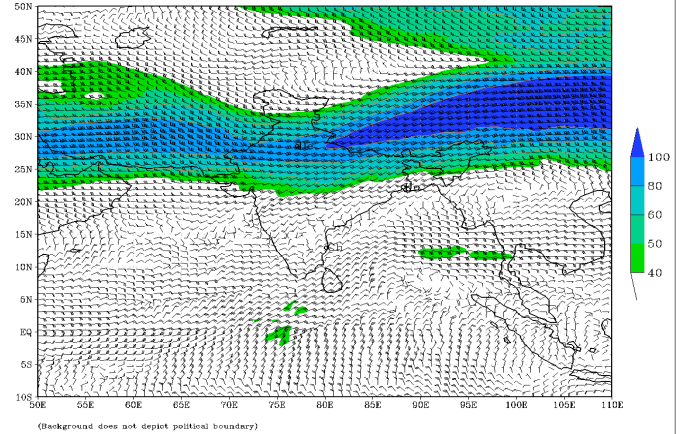 50N
45N
40N
35N
30N
25N
20N
15N
10N
5N
EQ
5S
10S
50E 55E 60E 65E 70E 75E 80E 85E 90E 95E 100E 105E 110E
100
80
60
50
40
(Background does not depict political boundary)